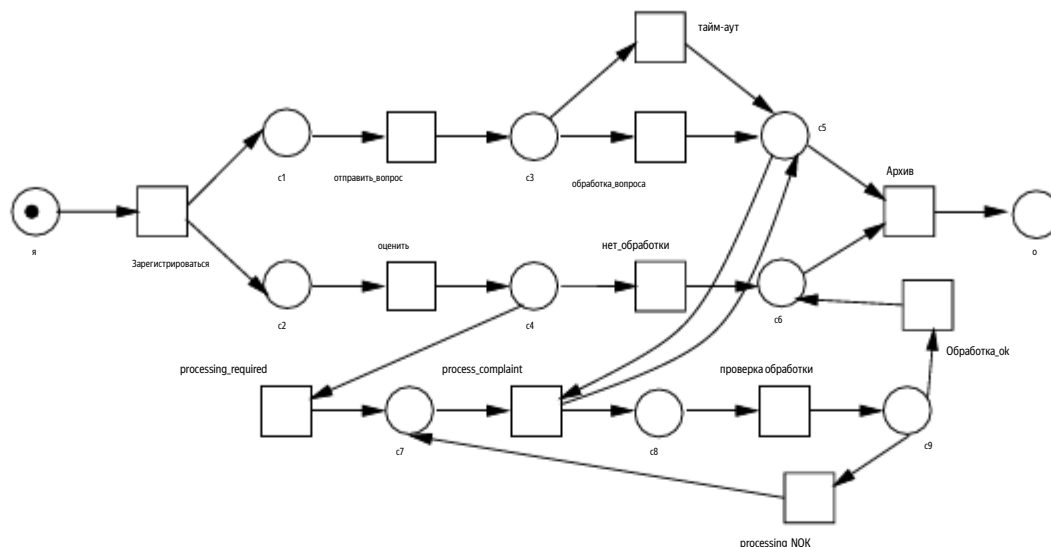 тайм-аут
c1
отправить_вопрос
c3
обработка_вопроса
c5
Архив
я
Зарегистрироваться
оценить
нет_обработки
o
c2
c4
c6
Обработка_ok
processing_required
process_complaint
проверка обработки
c7
c8
c9
processing_NOK